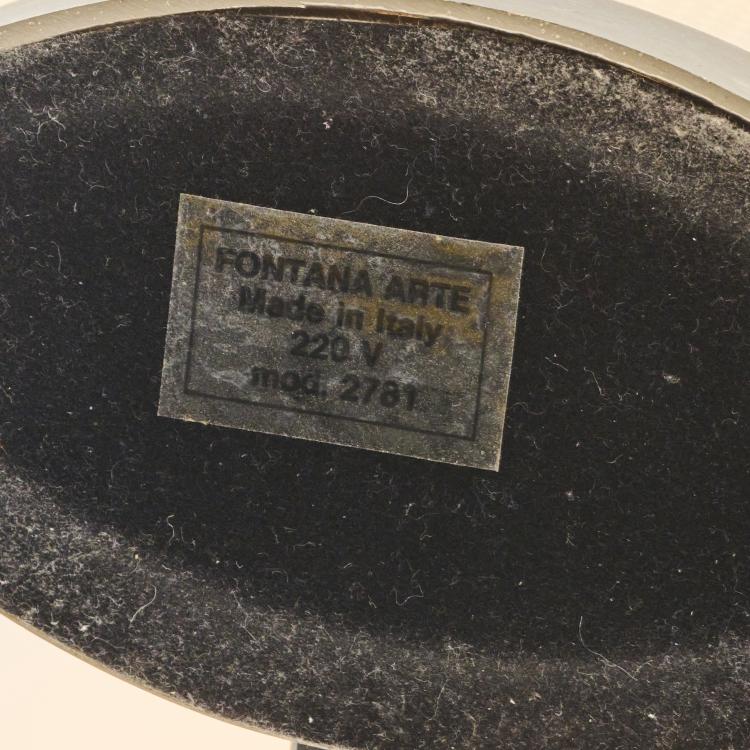 FONTANA ARTE
Made in Italy
220 V
mod. 2781